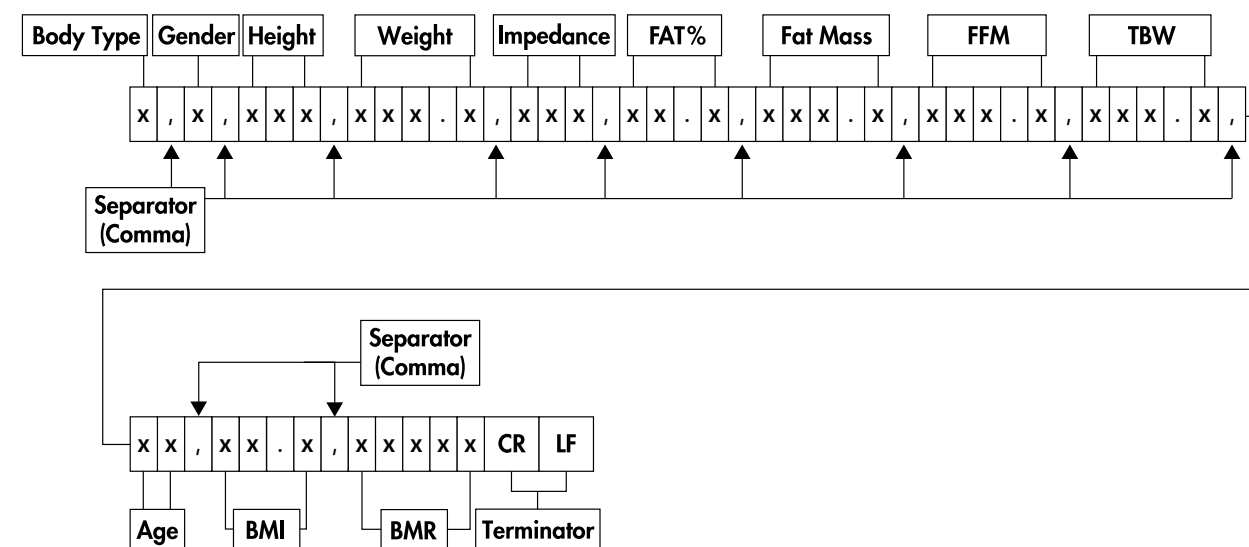 Body Type Gender Height Weight Impedance FAT% Fat Mass FFM TBW
x , x , x x x , x x x . x , x x x , x x . x , x x x . x , x x x . x , x x x . x ,
Separator
(Comma)
Separator
(Comma)
x x , x x . x , x x x x x CR LF
Age BMI BMR Terminator